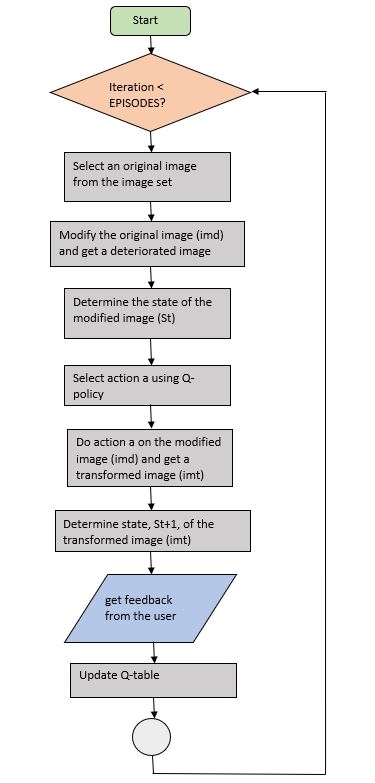 Start
Iteration <
EPISODES?
Select an original image
from the image set
Modify the original image (imd)
and get a deteriorated image
Determine the state of the
modified image (St)
Select action a using Q-
policy
Do action a on the modified
image (imd) and get a
transformed image (imt)
Determine state, St+1, of the
transformed image (imt)
get feedback
from the user
Update Q-table